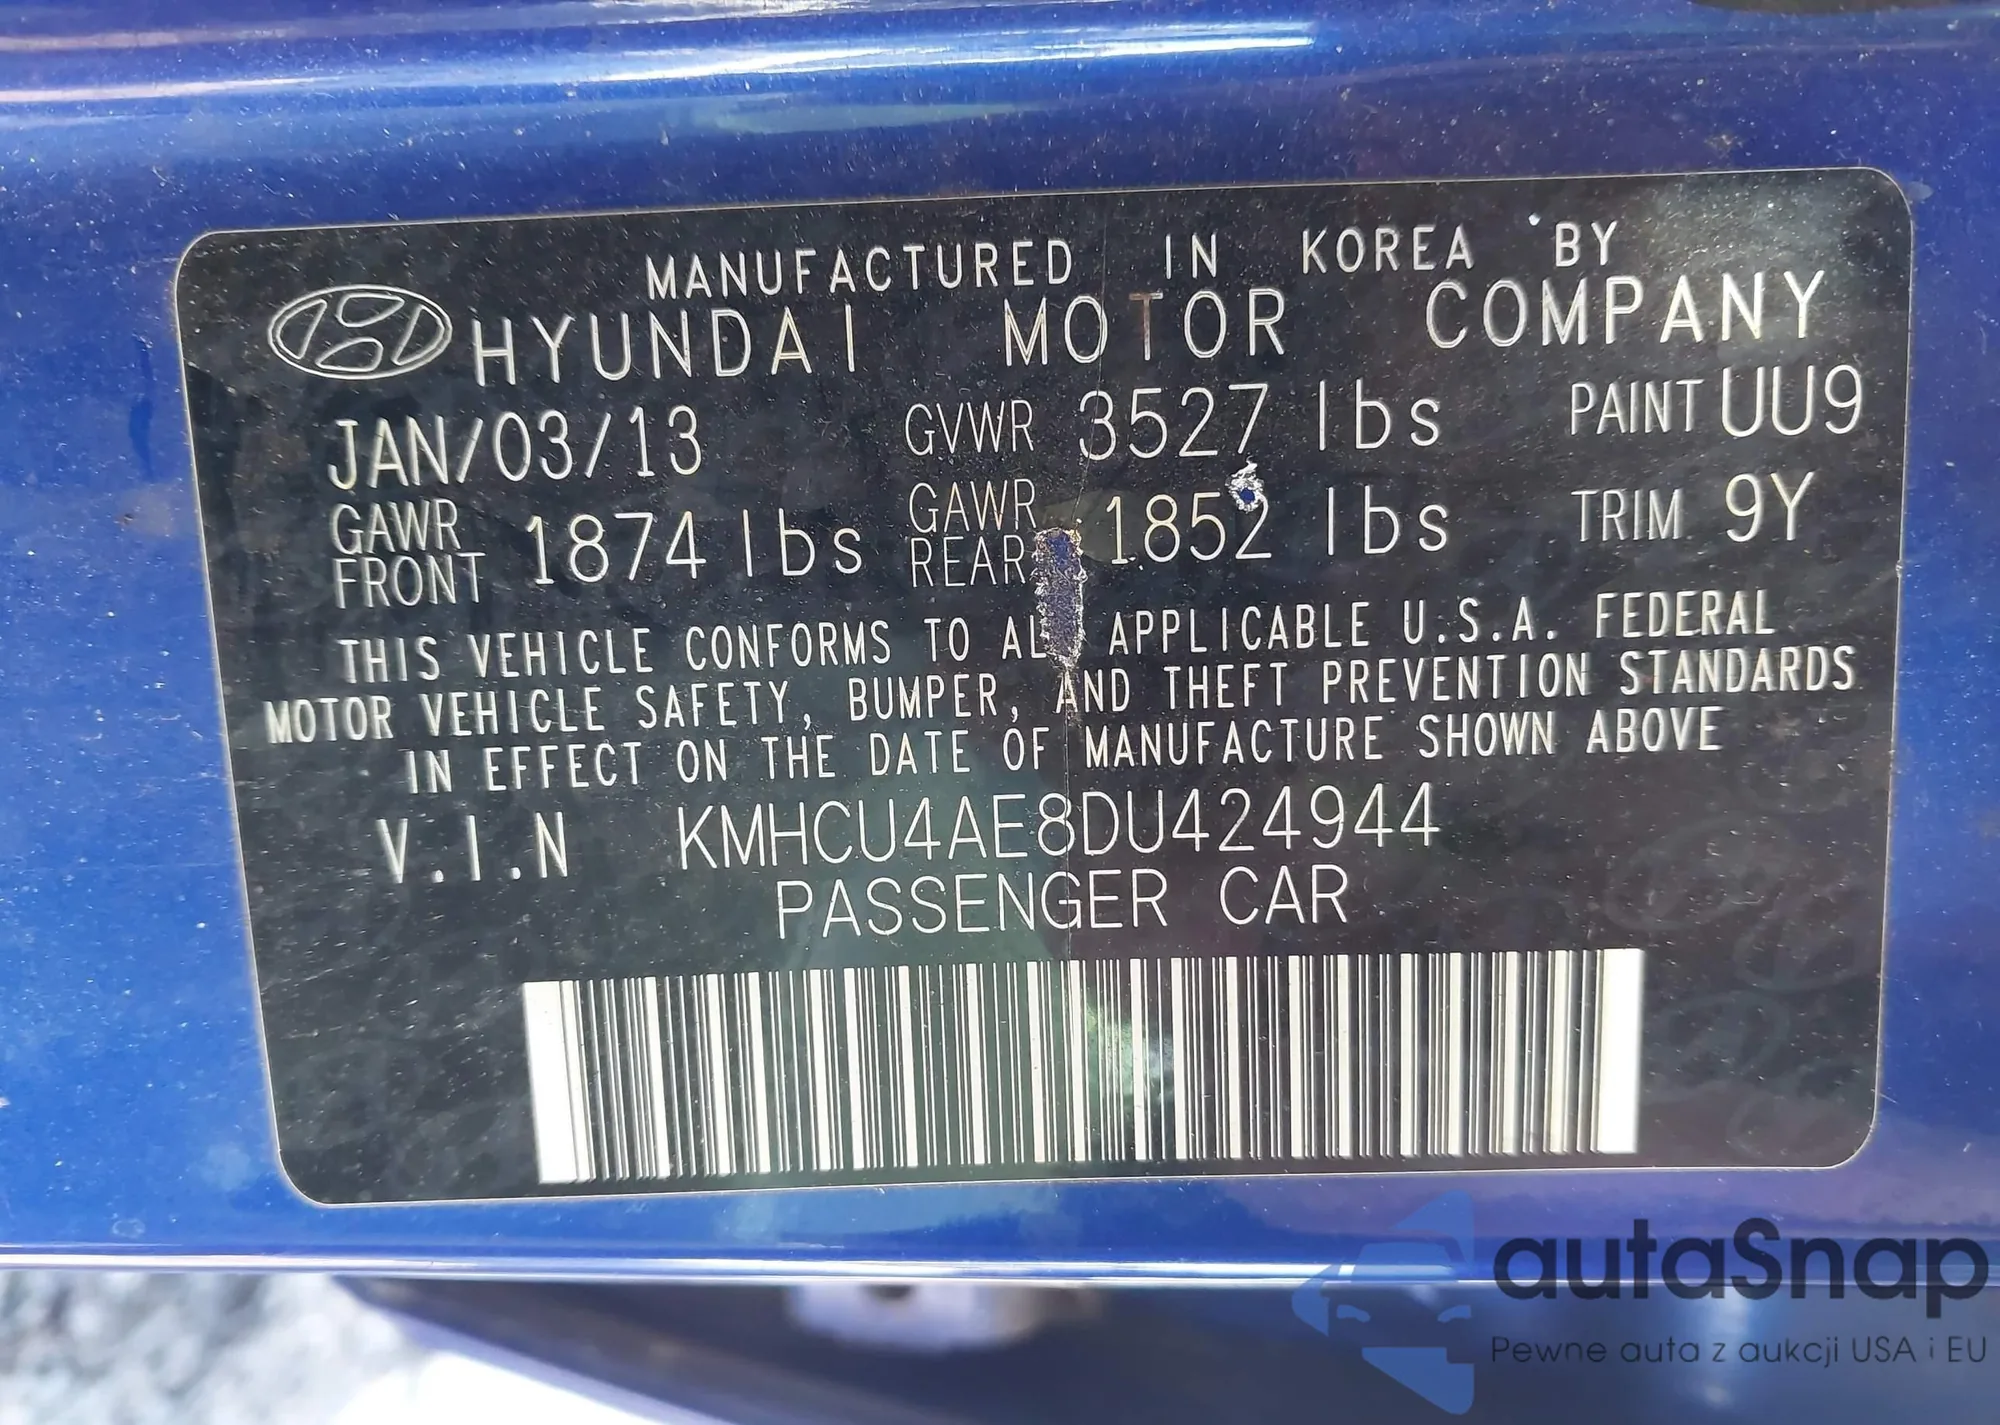 MANUFACTURED IN KOREA BY
HYUNDAI MOTOR COMPANY
JAN/03/13 GVWR 3527 lbs PAINT UU9
GAWR FRONT 1874 lbs GAWR REAR 1852 lbs TRIM 9Y
THIS VEHICLE CONFORMS TO ALL APPLICABLE U.S.A. FEDERAL
MOTOR VEHICLE SAFETY, BUMPER, AND THEFT PREVENTION STANDARDS
IN EFFECT ON THE DATE OF MANUFACTURE SHOWN ABOVE
V.I.N KMHCU4AE8DU424944
PASSENGER CAR
autaSnap
Pewne auta z aukcji USA i EU